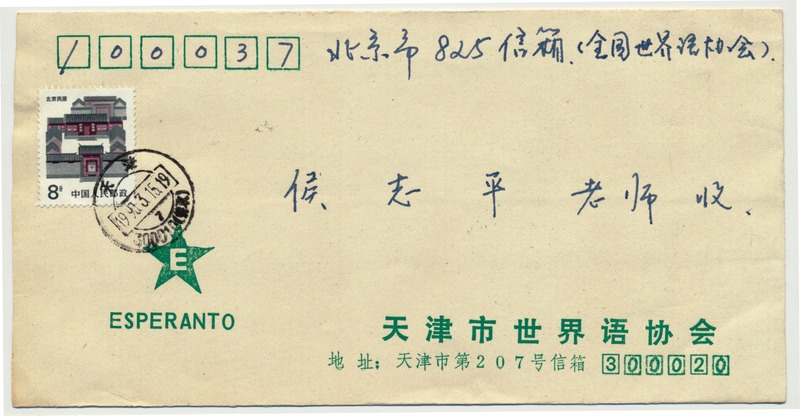 100037 北京市825信箱.(全国世界语协会).
北京民居
8分 中国人民邮政
天津
侯志平 老师 收.
E
ESPERANTO
天津市世界语协会
地址:天津市第207号信箱 300020